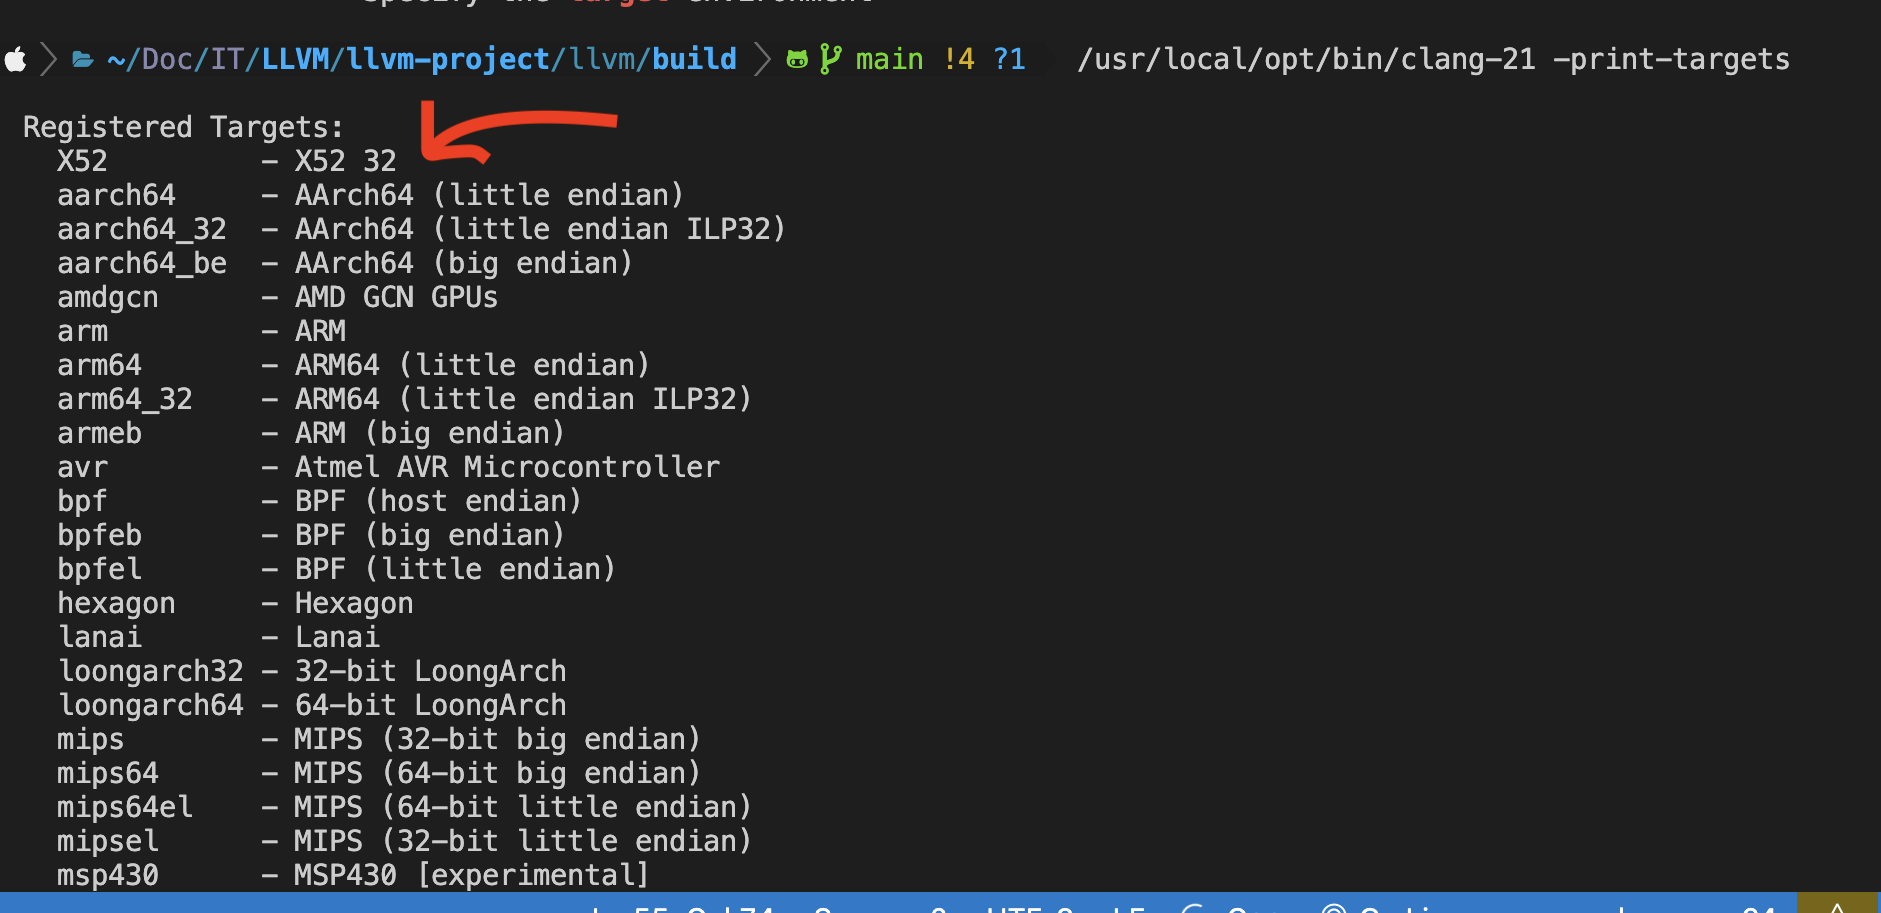 specify the target environment
~/Doc/IT/LLVM/llvm-project/llvm/build main !4 ?1 /usr/local/opt/bin/clang-21 -print-targets
Registered Targets:
X52 - X52 32
aarch64 - AArch64 (little endian)
aarch64_32 - AArch64 (little endian ILP32)
aarch64_be - AArch64 (big endian)
amdgcn - AMD GCN GPUs
arm - ARM
arm64 - ARM64 (little endian)
arm64_32 - ARM64 (little endian ILP32)
armeb - ARM (big endian)
avr - Atmel AVR Microcontroller
bpf - BPF (host endian)
bpfeb - BPF (big endian)
bpfel - BPF (little endian)
hexagon - Hexagon
lanai - Lanai
loongarch32 - 32-bit LoongArch
loongarch64 - 64-bit LoongArch
mips - MIPS (32-bit big endian)
mips64 - MIPS (64-bit big endian)
mips64el - MIPS (64-bit little endian)
mipsel - MIPS (32-bit little endian)
msp430 - MSP430 [experimental]